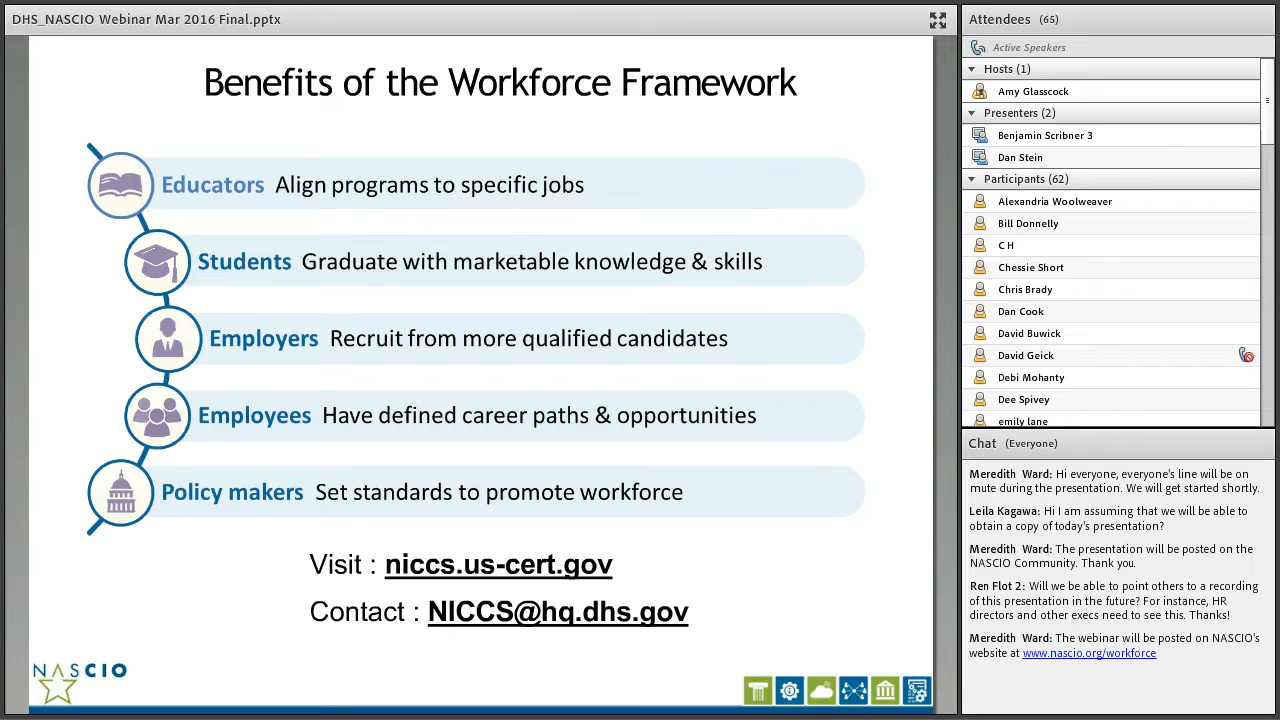 DHS_NASCIO Webinar Mar 2016 Final.pptx
Benefits of the Workforce Framework
Educators Align programs to specific jobs
Students Graduate with marketable knowledge & skills
Employers Recruit from more qualified candidates
Employees Have defined career paths & opportunities
Policy makers Set standards to promote workforce
Visit : niccs.us-cert.gov
Contact : NICCS@hq.dhs.gov
NASCIO
Attendees (65)
Active Speakers
Hosts (1)
Amy Glasscock
Presenters (2)
Benjamin Scribner 3
Dan Stein
Participants (62)
Alexandria Woolweaver
Bill Donnelly
C H
Chessie Short
Chris Brady
Dan Cook
David Buwick
David Geick
Debi Mohanty
Dee Spivey
emily lane
Chat (Everyone)
Meredith Ward: Hi everyone, everyone's line will be on
mute during the presentation. We will get started shortly.
Leila Kagawa: Hi I am assuming that we will be able to
obtain a copy of today's presentation?
Meredith Ward: The presentation will be posted on the
NASCIO Community. Thank you.
Ren Flot 2: Will we be able to point others to a recording
of this presentation in the future? For instance, HR
directors and other execs need to see this. Thanks!
Meredith Ward: The webinar will be posted on NASCIO's
website at www.nascio.org/workforce